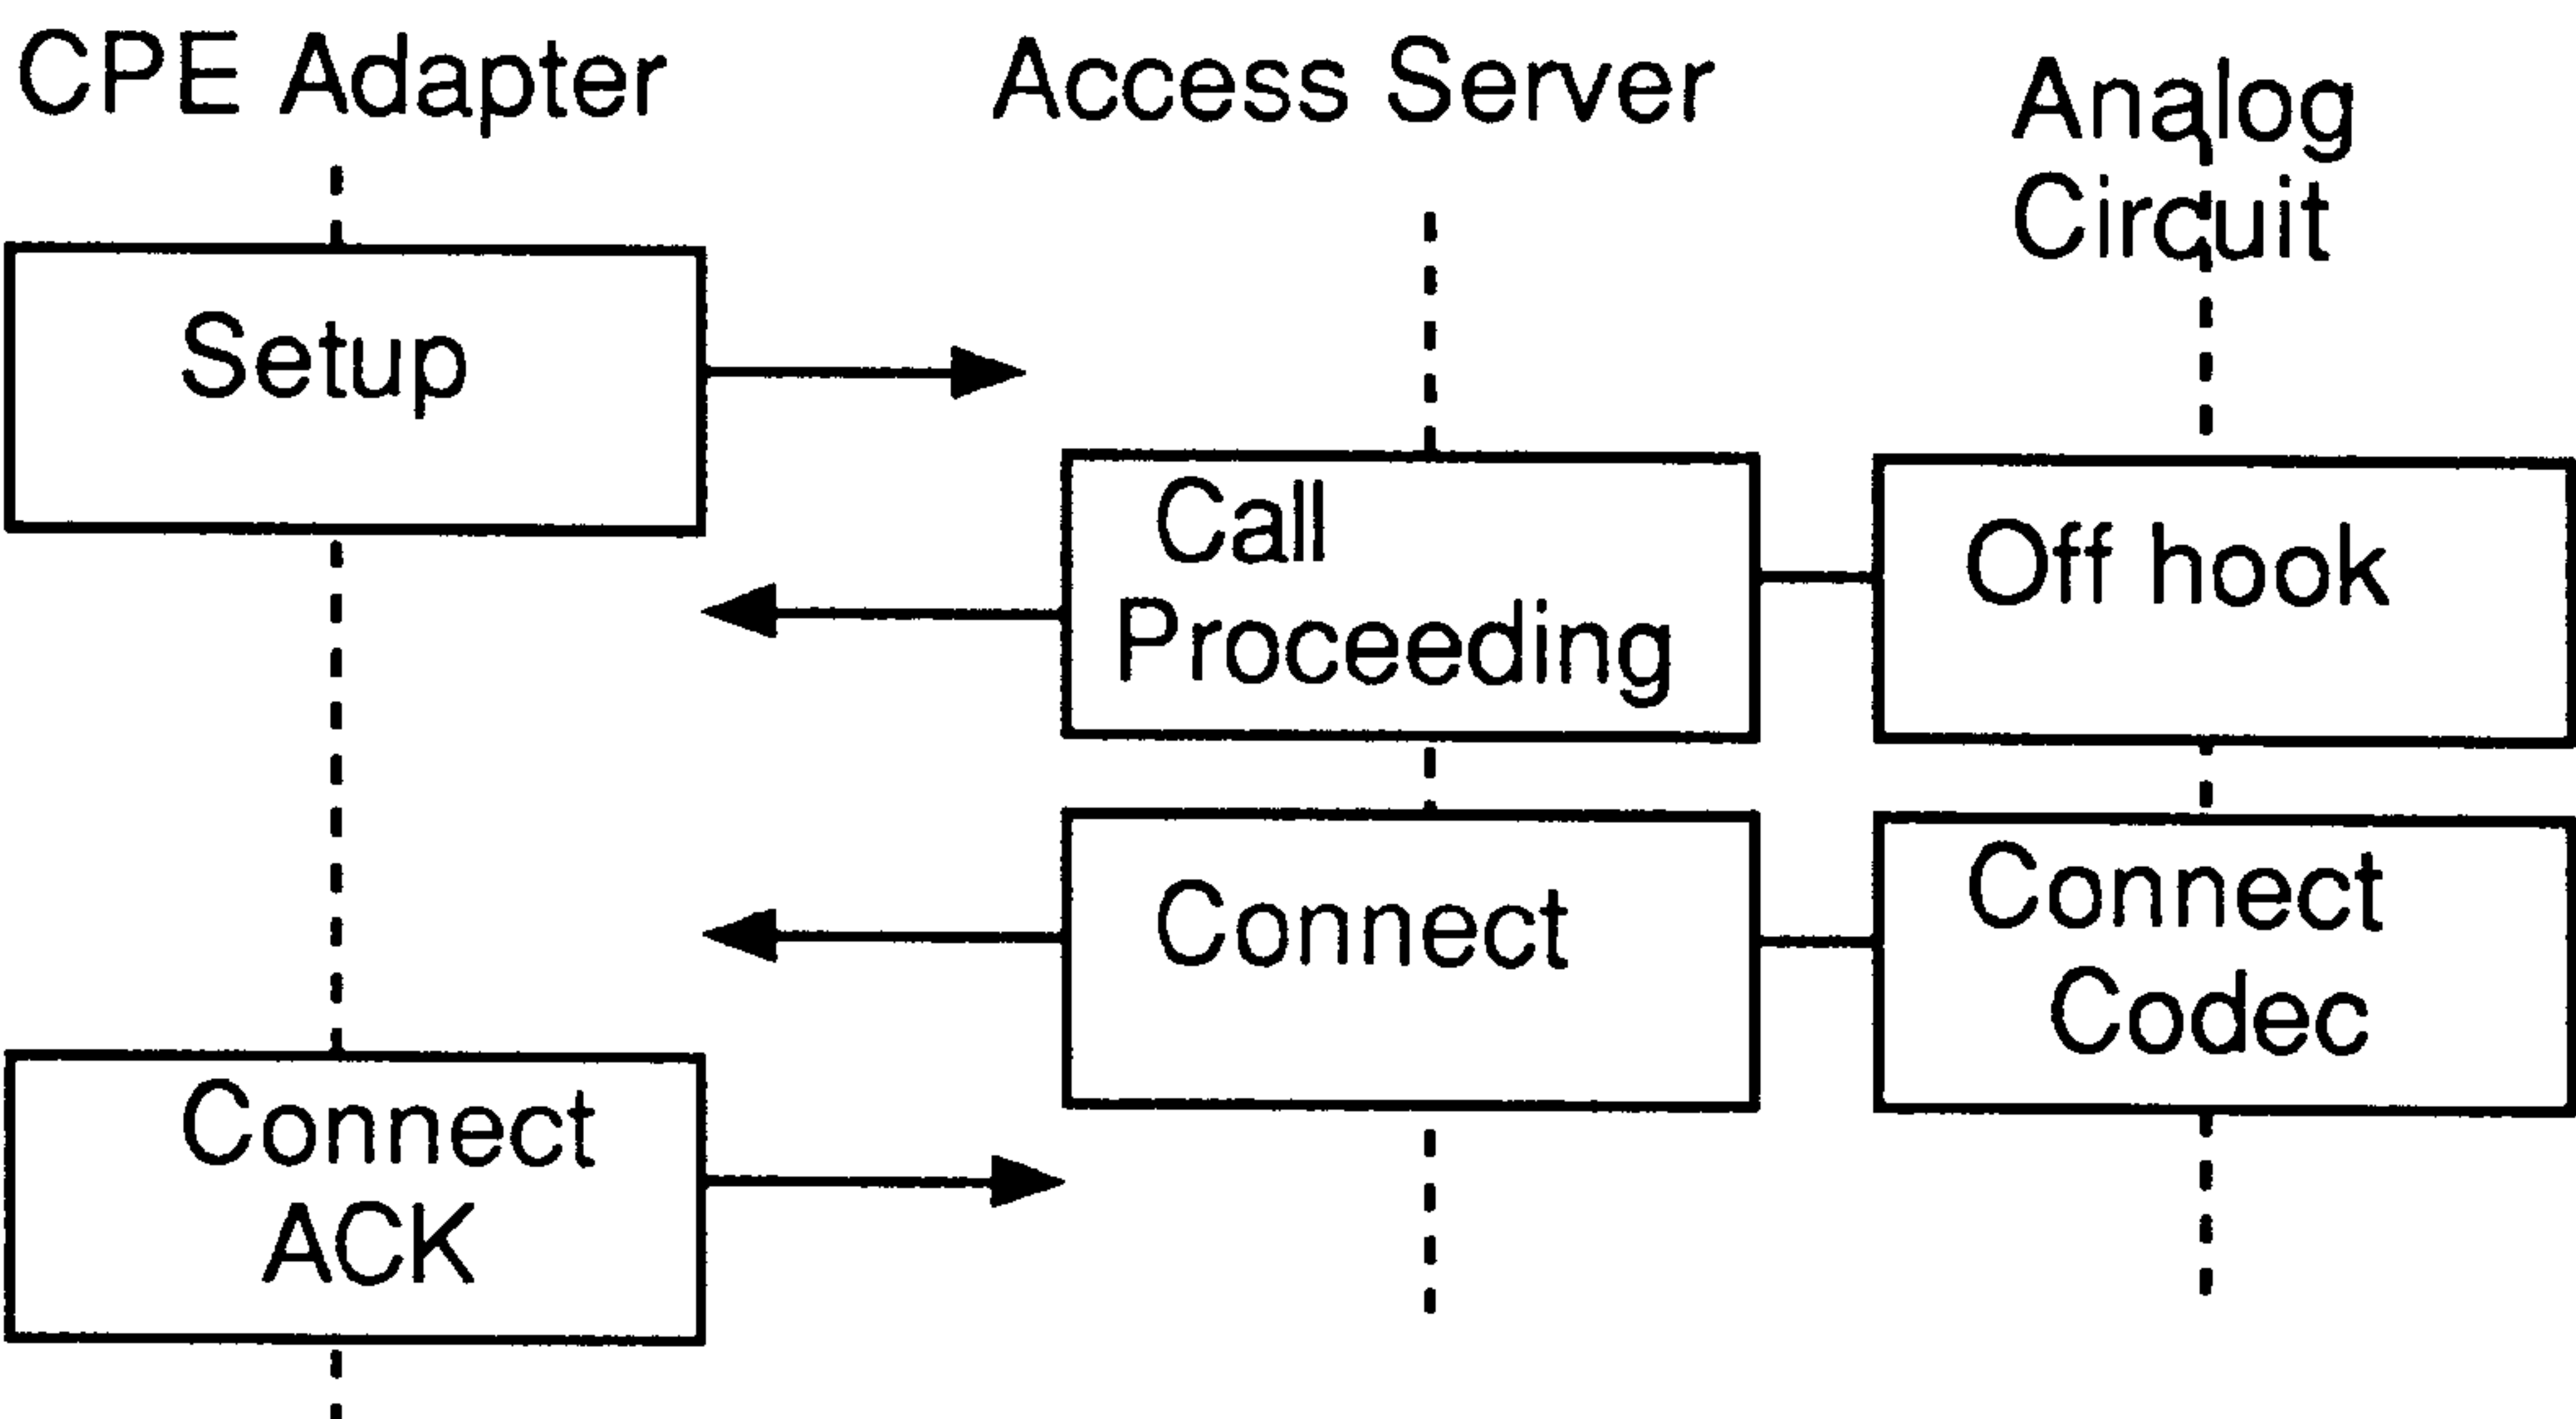 CPE Adapter
Access Server
Analog
Circuit
Setup
Call
Proceeding
Off hook
Connect
Connect
Codec
Connect
ACK